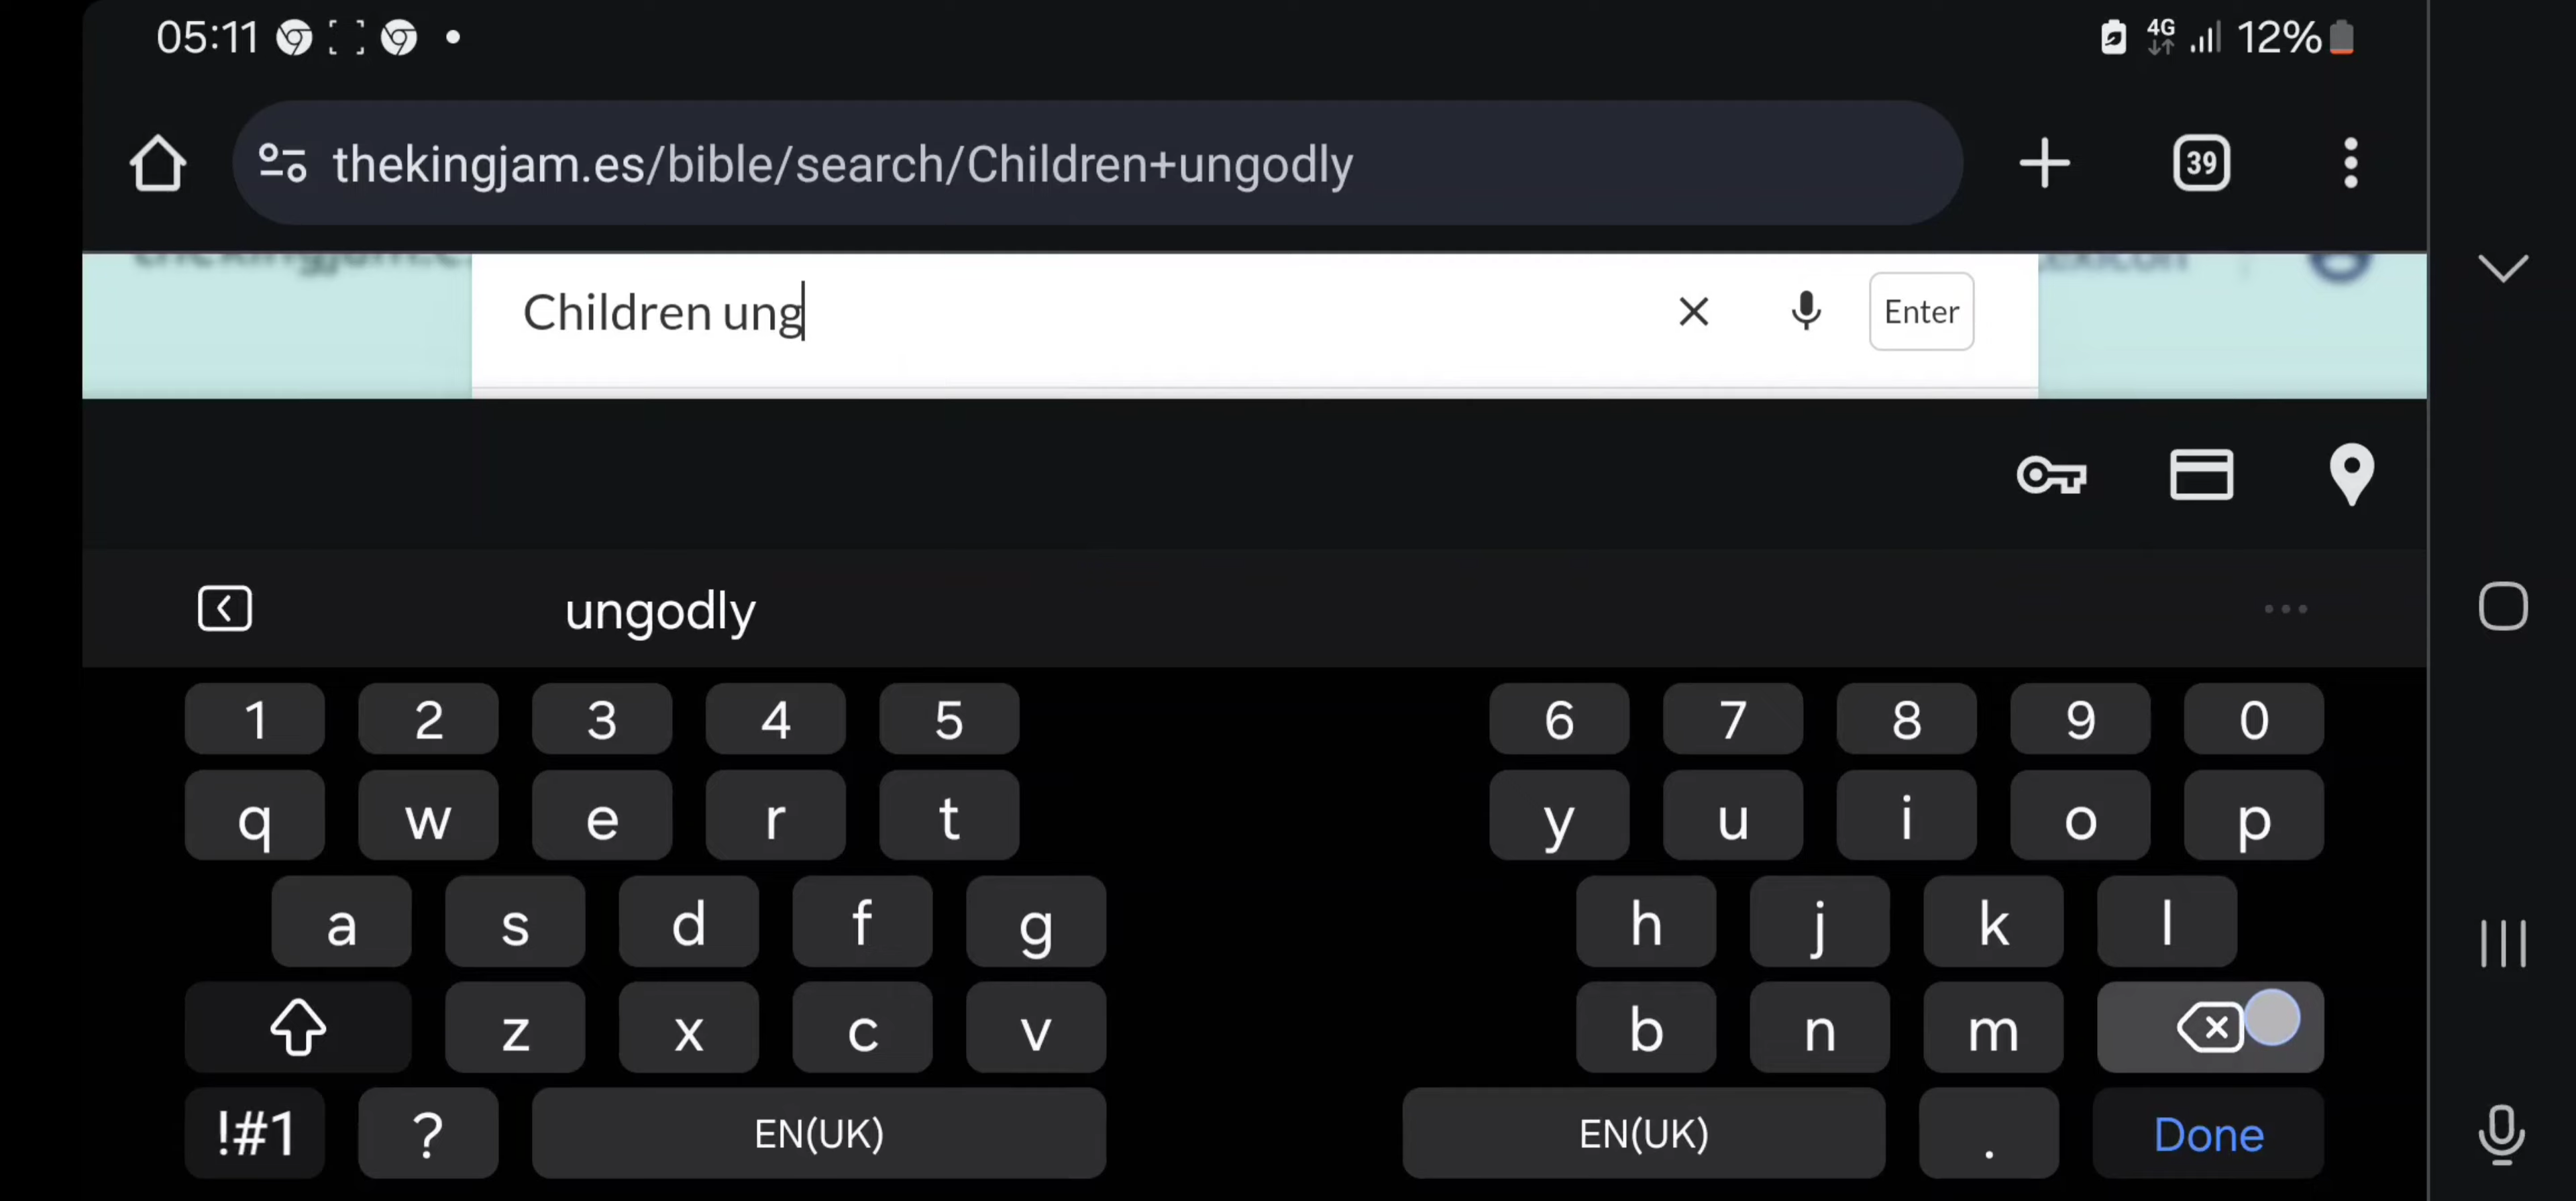 05:11
4G 12%
thekingjam.es/bible/search/Children+ungodly
39
Children ung
Enter
ungodly
1 2 3 4 5 6 7 8 9 0
q w e r t y u i o p
a s d f g h j k l
z x c v b n m
!#1 ? EN(UK) EN(UK) . Done